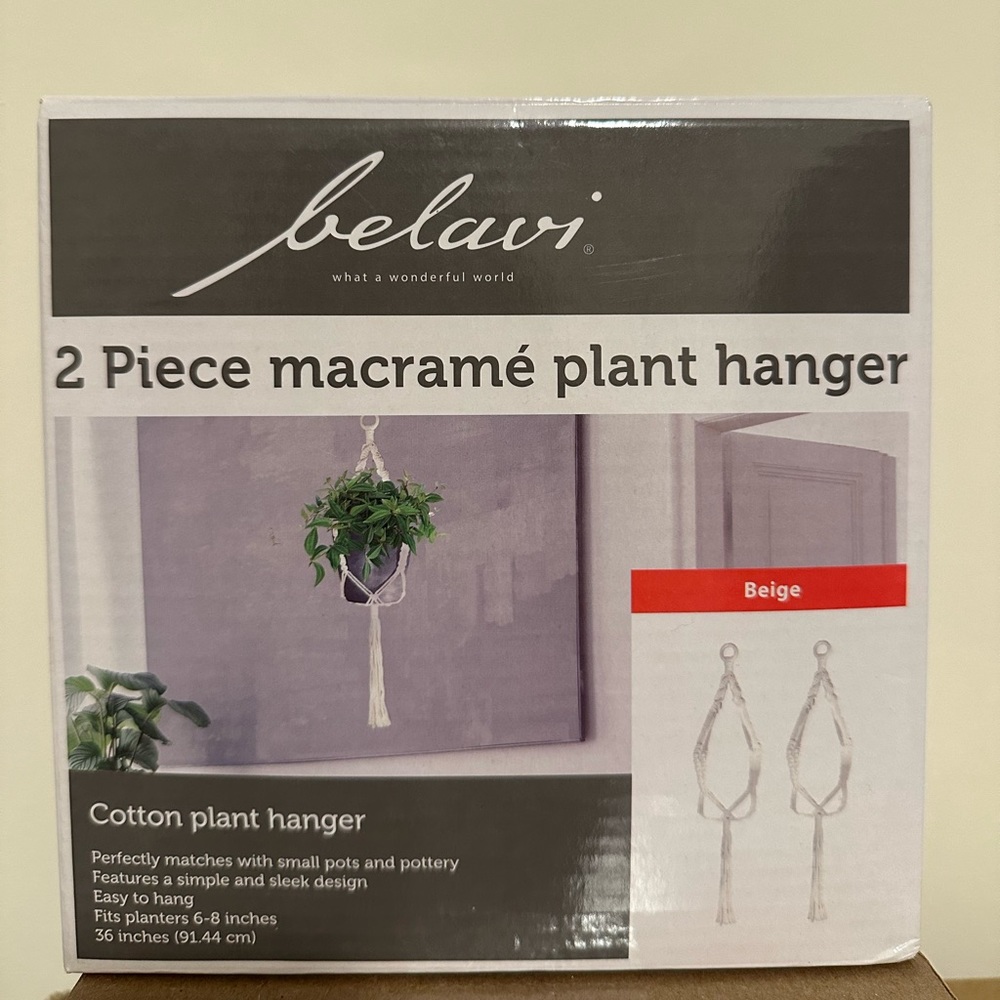 belavi®
what a wonderful world
2 Piece macramé plant hanger
Beige
Cotton plant hanger
Perfectly matches with small pots and pottery
Features a simple and sleek design
Easy to hang
Fits planters 6-8 inches
36 inches (91.44 cm)